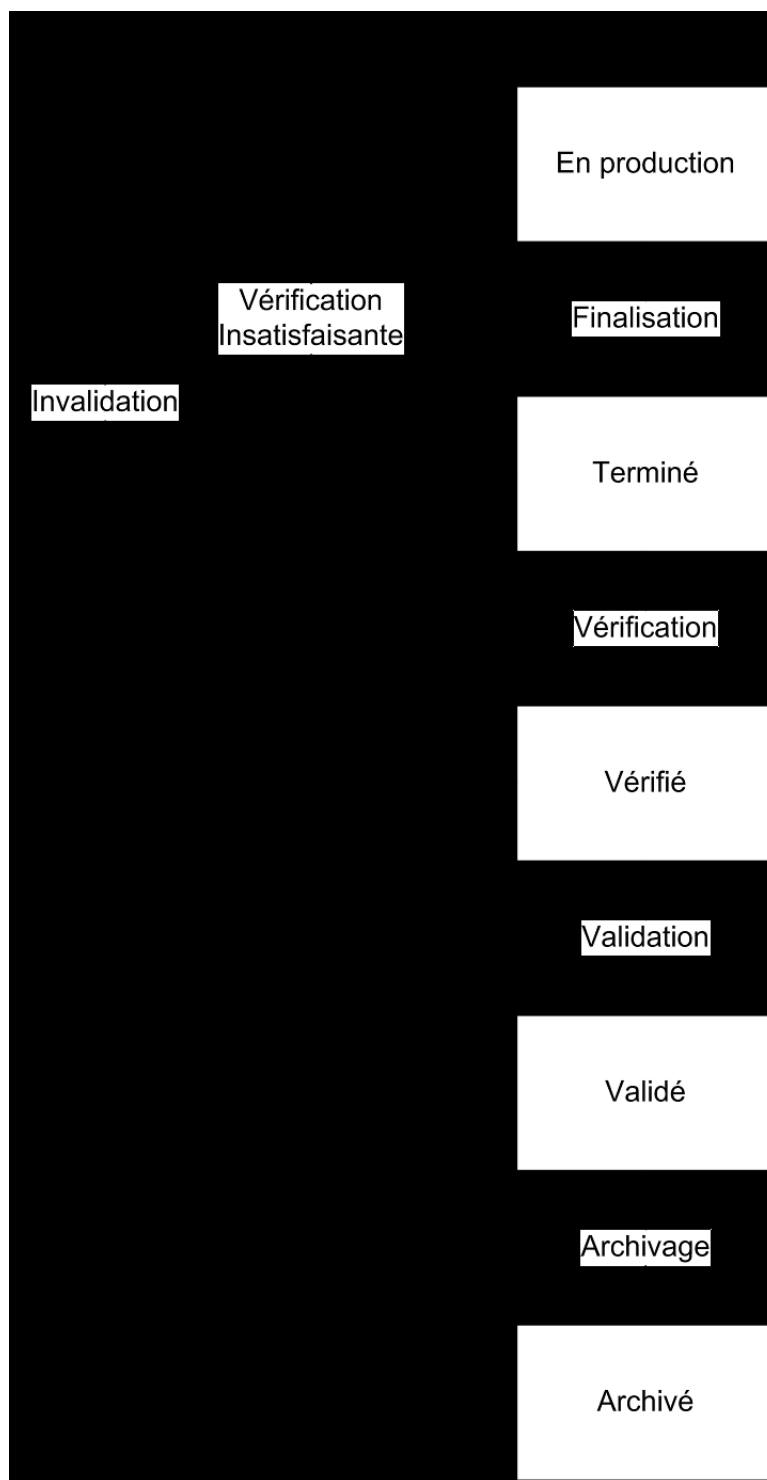 En production
Vérification
Insatisfaisante
Finalisation
Invalidation
Terminé
Vérification
Vérifié
Validation
Validé
Archivage
Archivé